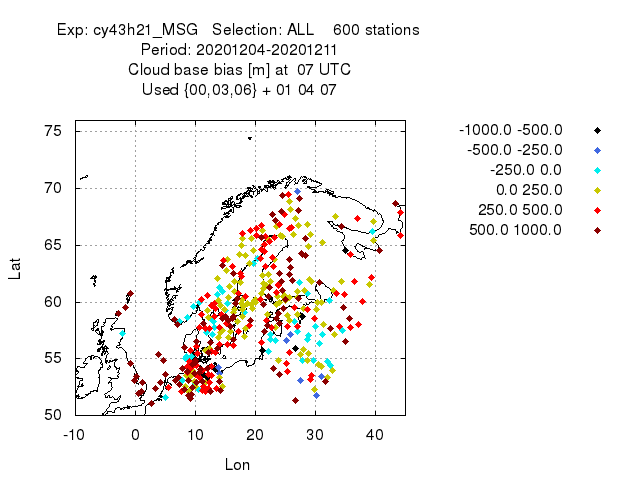 Exp: cy43h21_MSG Selection: ALL 600 stations
Period: 20201204-20201211
Cloud base bias [m] at 07 UTC
Used {00,03,06} + 01 04 07
-1000.0 -500.0
-500.0 -250.0
-250.0 0.0
0.0 250.0
250.0 500.0
500.0 1000.0
75
70
65
60
55
50
Lat
-10 0 10 20 30 40
Lon